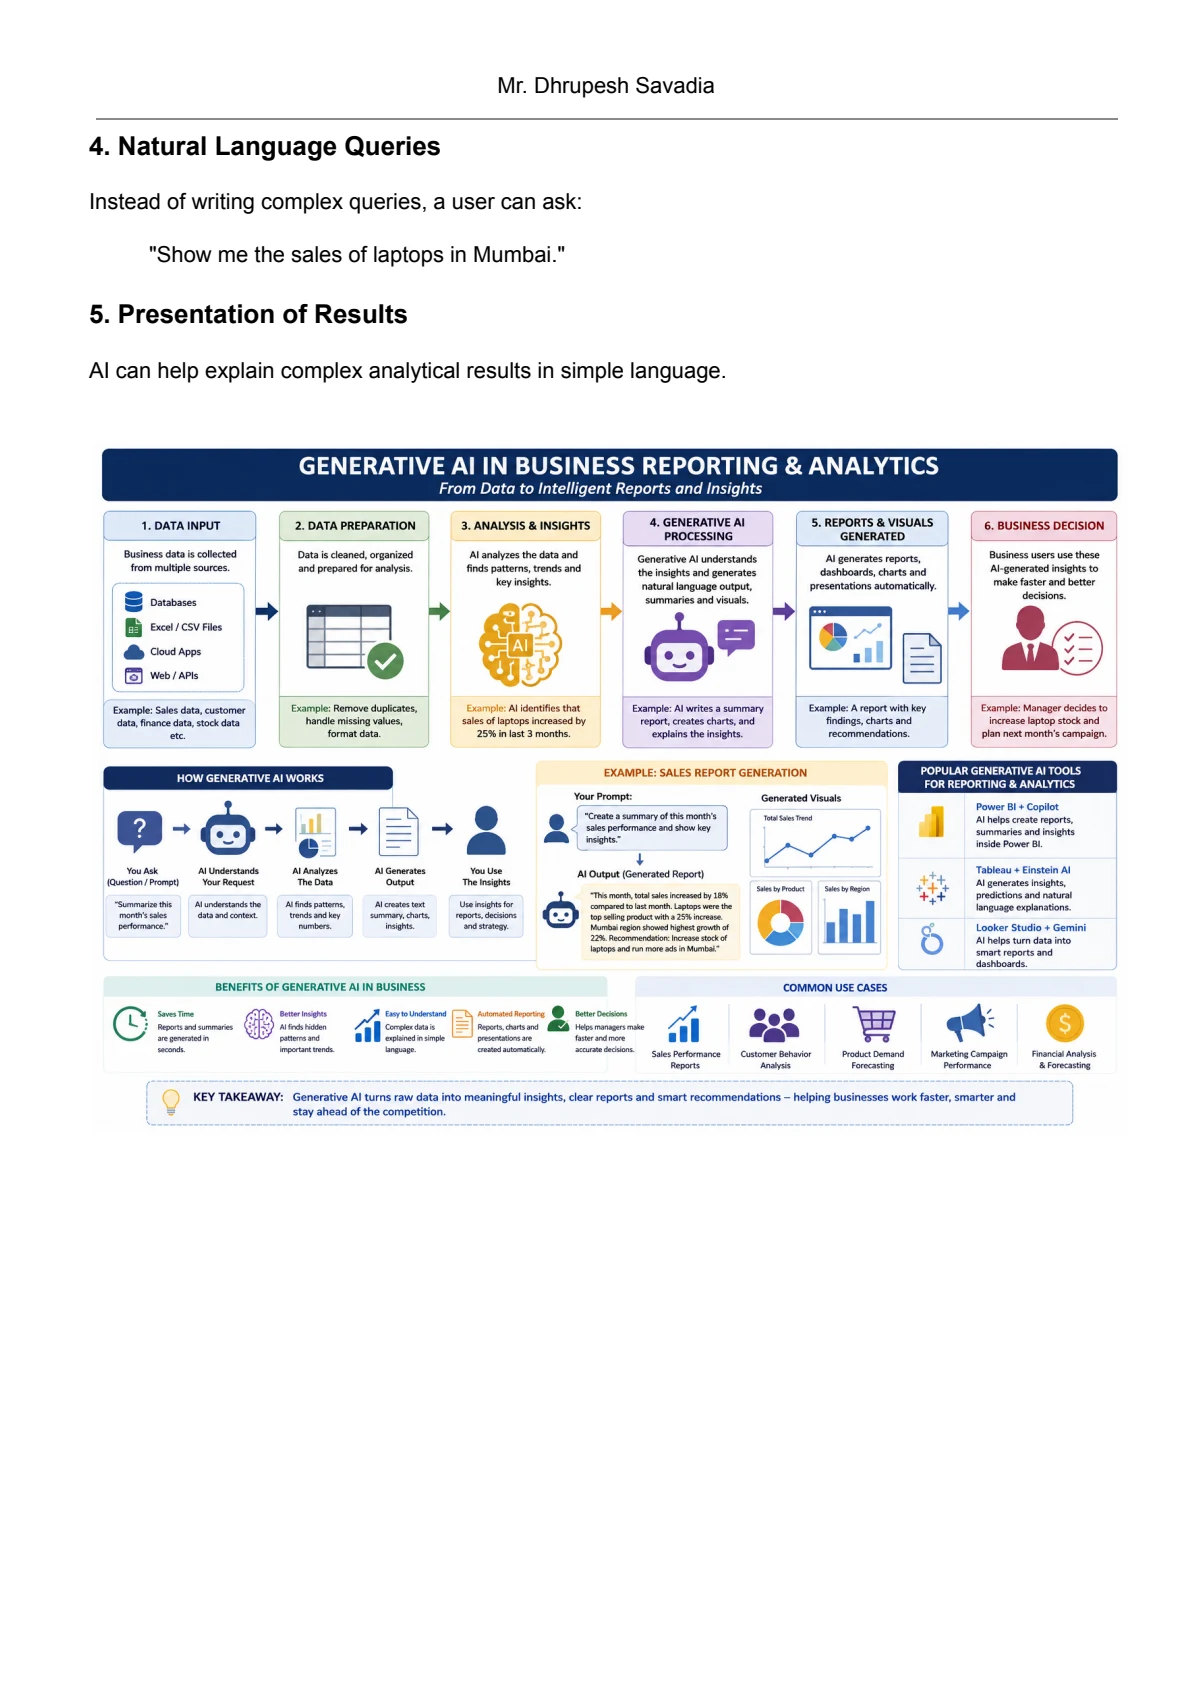 Mr. Dhrupesh Savadia
4. Natural Language Queries
Instead of writing complex queries, a user can ask:
"Show me the sales of laptops in Mumbai."
5. Presentation of Results
AI can help explain complex analytical results in simple language.
GENERATIVE AI IN BUSINESS REPORTING & ANALYTICS
From Data to Intelligent Reports and Insights
1. DATA INPUT
Business data is collected
from multiple sources.
Databases
Excel / CSV Files
Cloud Apps
Web / APIs
Example: Sales data, customer
data, finance data, stock data
etc.
2. DATA PREPARATION
Data is cleaned, organized
and prepared for analysis.
Example: Remove duplicates,
handle missing values,
format data.
3. ANALYSIS & INSIGHTS
AI analyzes the data and
finds patterns, trends and
key insights.
AI
Example: AI identifies that
sales of laptops increased by
25% in last 3 months.
4. GENERATIVE AI
PROCESSING
Generative AI understands
the insights and generates
natural language output,
summaries and visuals.
Example: AI writes a summary
report, creates charts, and
explains the insights.
5. REPORTS & VISUALS
GENERATED
AI generates reports,
dashboards, charts and
presentations automatically.
Example: A report with key
findings, charts and
recommendations.
6. BUSINESS DECISION
Business users use these
AI-generated insights to
make faster and better
decisions.
Example: Manager decides to
increase laptop stock and
plan next month's campaign.
HOW GENERATIVE AI WORKS
?
You Ask
(Question / Prompt)
"Summarize this
month's sales
performance."
AI Understands
Your Request
AI understands the
data and context.
AI Analyzes
The Data
AI finds patterns,
trends and key
numbers.
AI Generates
Output
AI creates text
summary, charts,
insights.
You Use
The Insights
Use insights for
reports, decisions
and strategy.
EXAMPLE: SALES REPORT GENERATION
Your Prompt:
"Create a summary of this month's
sales performance and show key
insights."
AI Output (Generated Report)
"This month, total sales increased by 18%
compared to last month. Laptops were the
top selling product with a 25% increase.
Mumbai region showed highest growth of
22%. Recommendation: Increase stock of
laptops and run more ads in Mumbai."
Generated Visuals
Total Sales Trend
Sales by Product
Sales by Region
POPULAR GENERATIVE AI TOOLS
FOR REPORTING & ANALYTICS
Power BI + Copilot
AI helps create reports,
summaries and insights
inside Power BI.
Tableau + Einstein AI
AI generates insights,
predictions and natural
language explanations.
Looker Studio + Gemini
AI helps turn data into
smart reports and
dashboards.
BENEFITS OF GENERATIVE AI IN BUSINESS
Saves Time
Reports and summaries
are generated in
seconds.
Better Insights
AI finds hidden
patterns and
important trends.
Easy to Understand
Complex data is
explained in simple
language.
Automated Reporting
Reports, charts and
presentations are
created automatically.
Better Decisions
Helps managers make
faster and more
accurate decisions.
COMMON USE CASES
Sales Performance
Reports
Customer Behavior
Analysis
Product Demand
Forecasting
Marketing Campaign
Performance
$
Financial Analysis
& Forecasting
KEY TAKEAWAY: Generative AI turns raw data into meaningful insights, clear reports and smart recommendations – helping businesses work faster, smarter and
stay ahead of the competition.